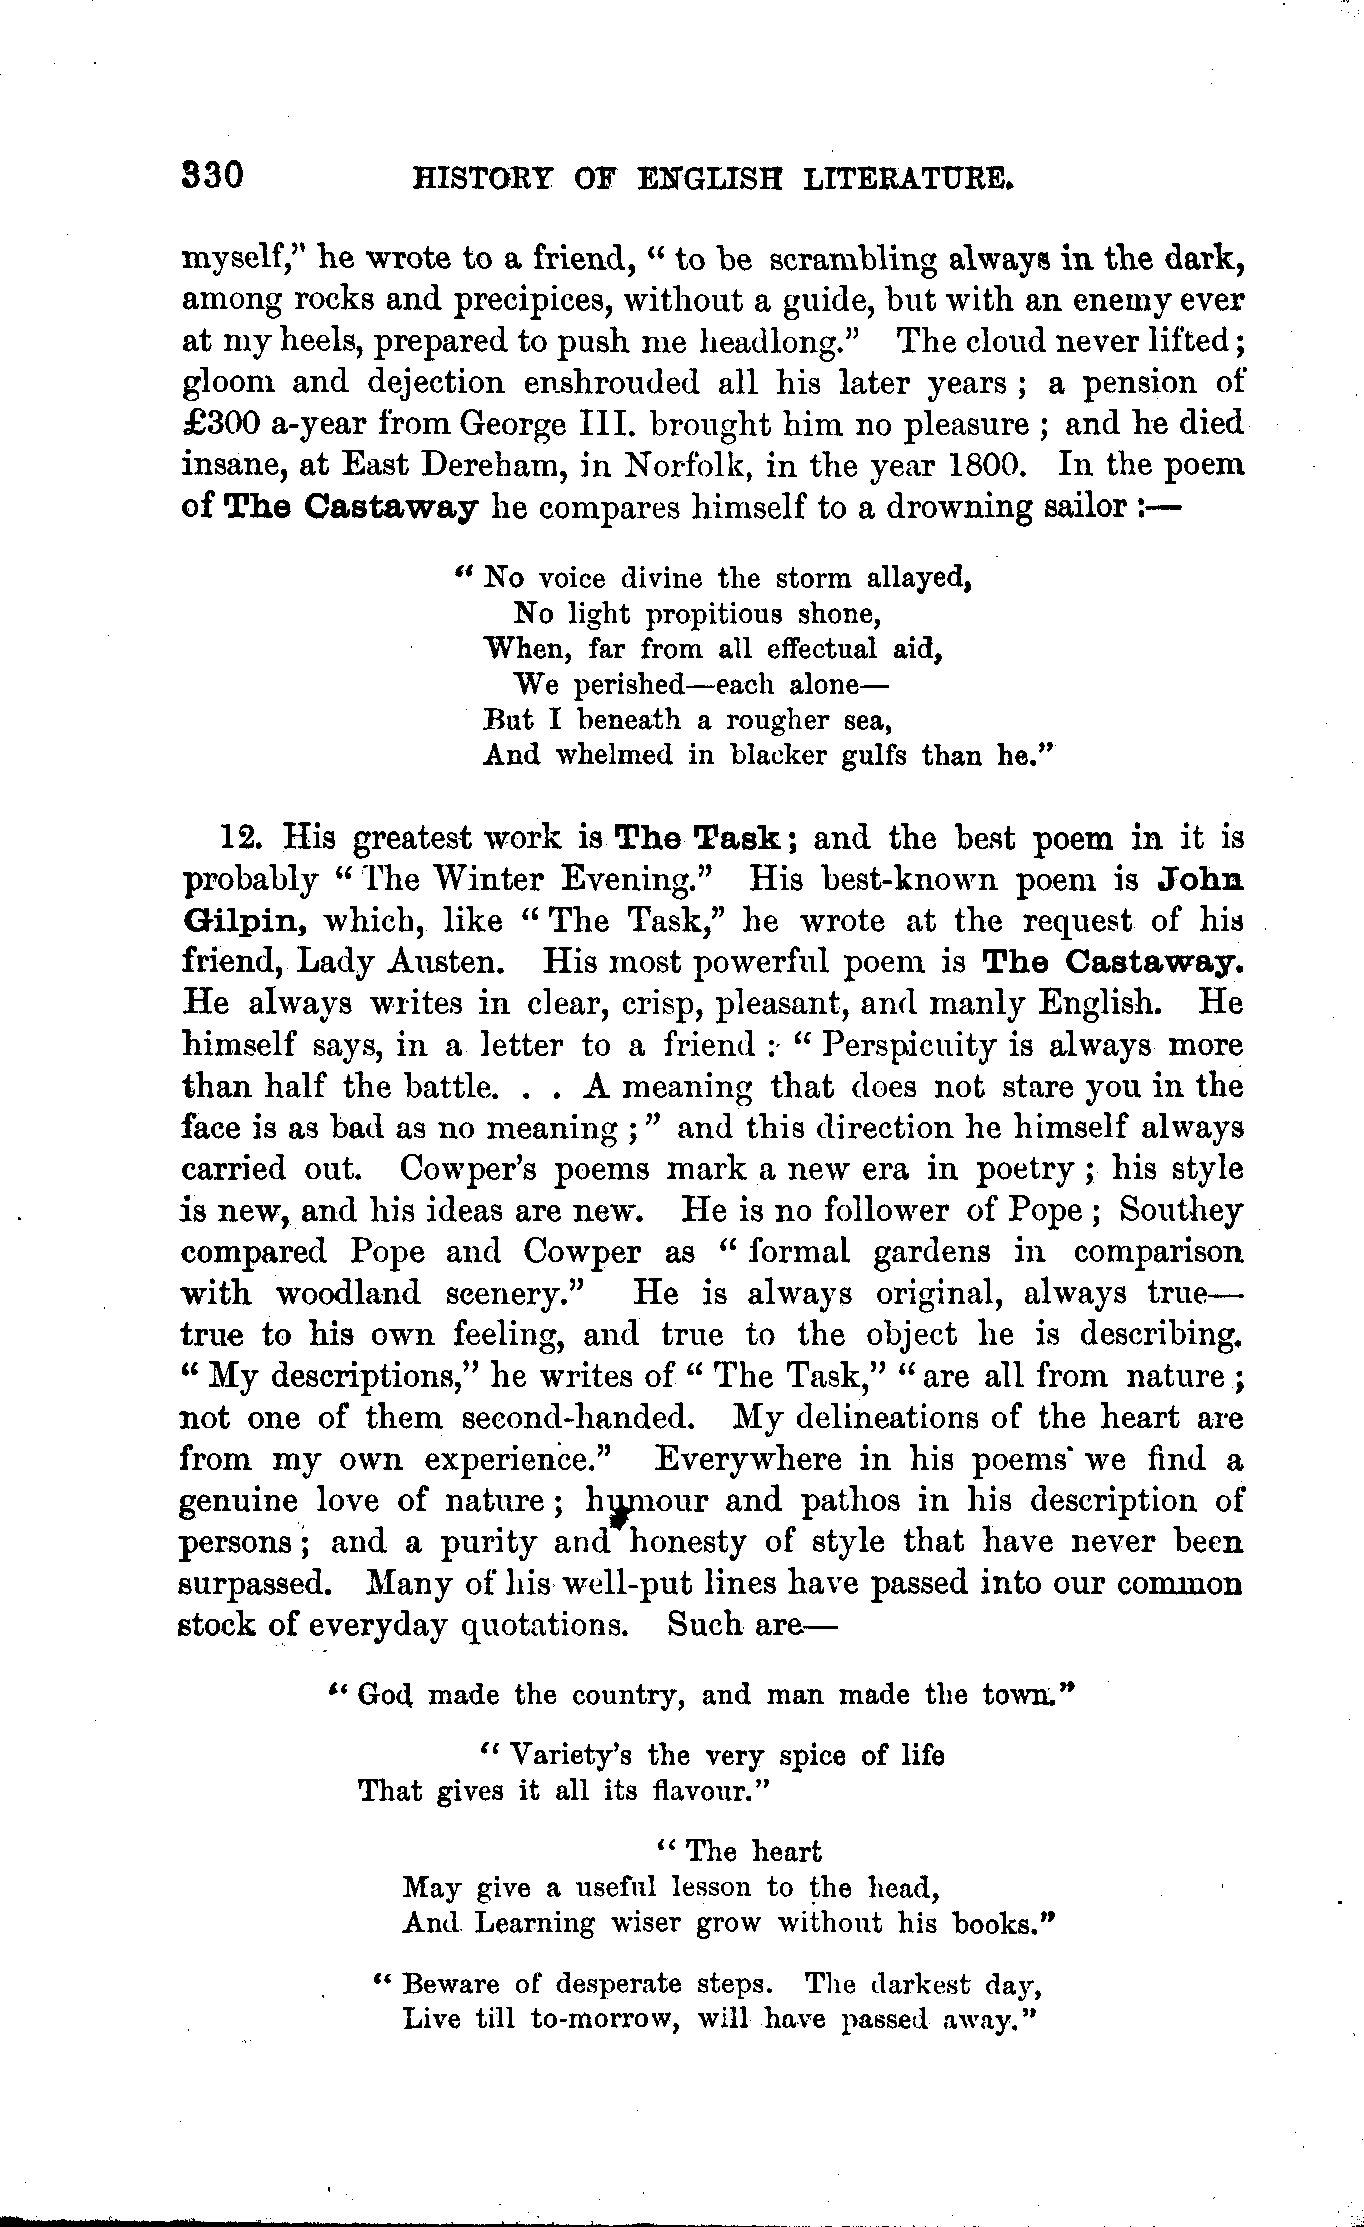 330 HISTORY OF ENGLISH LITERATURE.
myself," he wrote to a friend, " to be scrambling always in the dark,
among rocks and precipices, without a guide, but with an enemy ever
at my heels, prepared to push me headlong." The cloud never lifted ;
gloom and dejection enshrouded all his later years ; a pension of
£300 a-year from George III. brought him no pleasure ; and he died
insane, at East Dereham, in Norfolk, in the year 1800. In the poem
of The Castaway he compares himself to a drowning sailor :—
" No voice divine the storm allayed,
No light propitious shone,
When, far from all effectual aid,
We perished—each alone—
But I beneath a rougher sea,
And whelmed in blacker gulfs than he."
12. His greatest work is The Task ; and the best poem in it is
probably " The Winter Evening." His best-known poem is John
Gilpin, which, like " The Task," he wrote at the request of his
friend, Lady Austen. His most powerful poem is The Castaway.
He always writes in clear, crisp, pleasant, and manly English. He
himself says, in a letter to a friend : " Perspicuity is always more
than half the battle. . . A meaning that does not stare you in the
face is as bad as no meaning ; " and this direction he himself always
carried out. Cowper's poems mark a new era in poetry ; his style
is new, and his ideas are new. He is no follower of Pope ; Southey
compared Pope and Cowper as " formal gardens in comparison
with woodland scenery." He is always original, always true—
true to his own feeling, and true to the object he is describing.
" My descriptions," he writes of " The Task," " are all from nature ;
not one of them second-handed. My delineations of the heart are
from my own experience." Everywhere in his poems we find a
genuine love of nature ; humour and pathos in his description of
persons ; and a purity and honesty of style that have never been
surpassed. Many of his well-put lines have passed into our common
stock of everyday quotations. Such are—
" God made the country, and man made the town."
" Variety's the very spice of life
That gives it all its flavour."
" The heart
May give a useful lesson to the head,
And Learning wiser grow without his books."
" Beware of desperate steps. The darkest day,
Live till to-morrow, will have passed away."